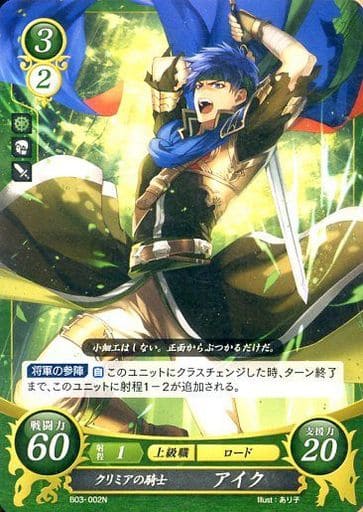 3
2
小細工はしない。正面からぶつかるだけだ。
将軍の参陣 自 このユニットにクラスチェンジした時、ターン終了
まで、このユニットに射程1-2が追加される。
戦闘力 60
射程 1 上級職 ロード
支援力 20
クリミアの騎士 アイク
B03-002N Illust:あり子